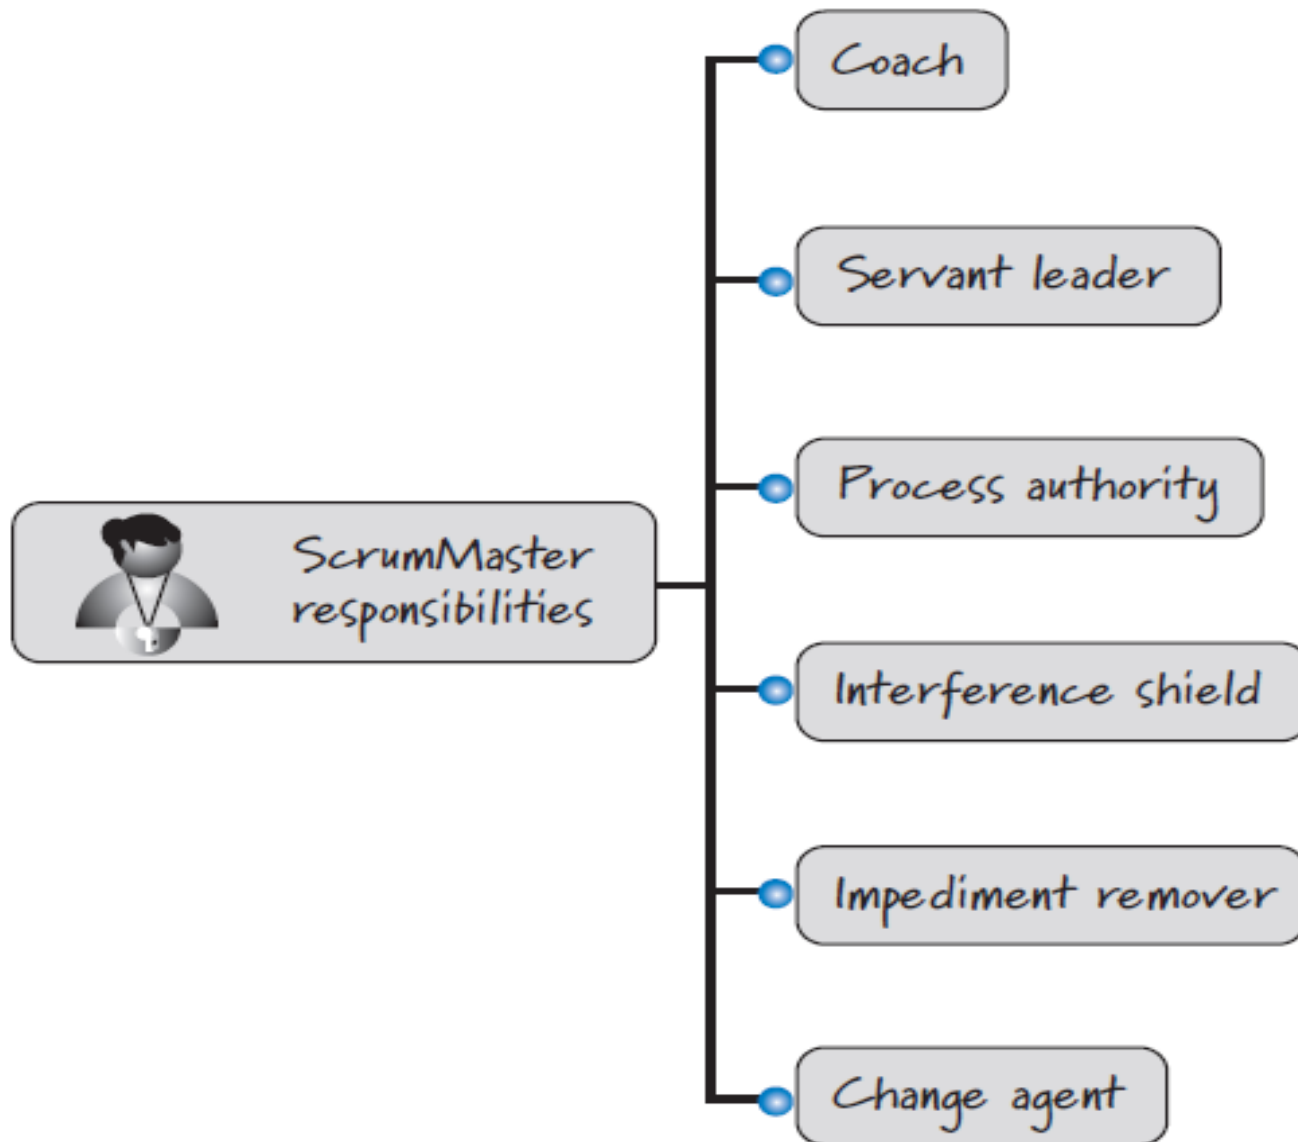 Coach
Servant leader
Process authority
ScrumMaster
responsibilities
Interference shield
Impediment remover
Change agent